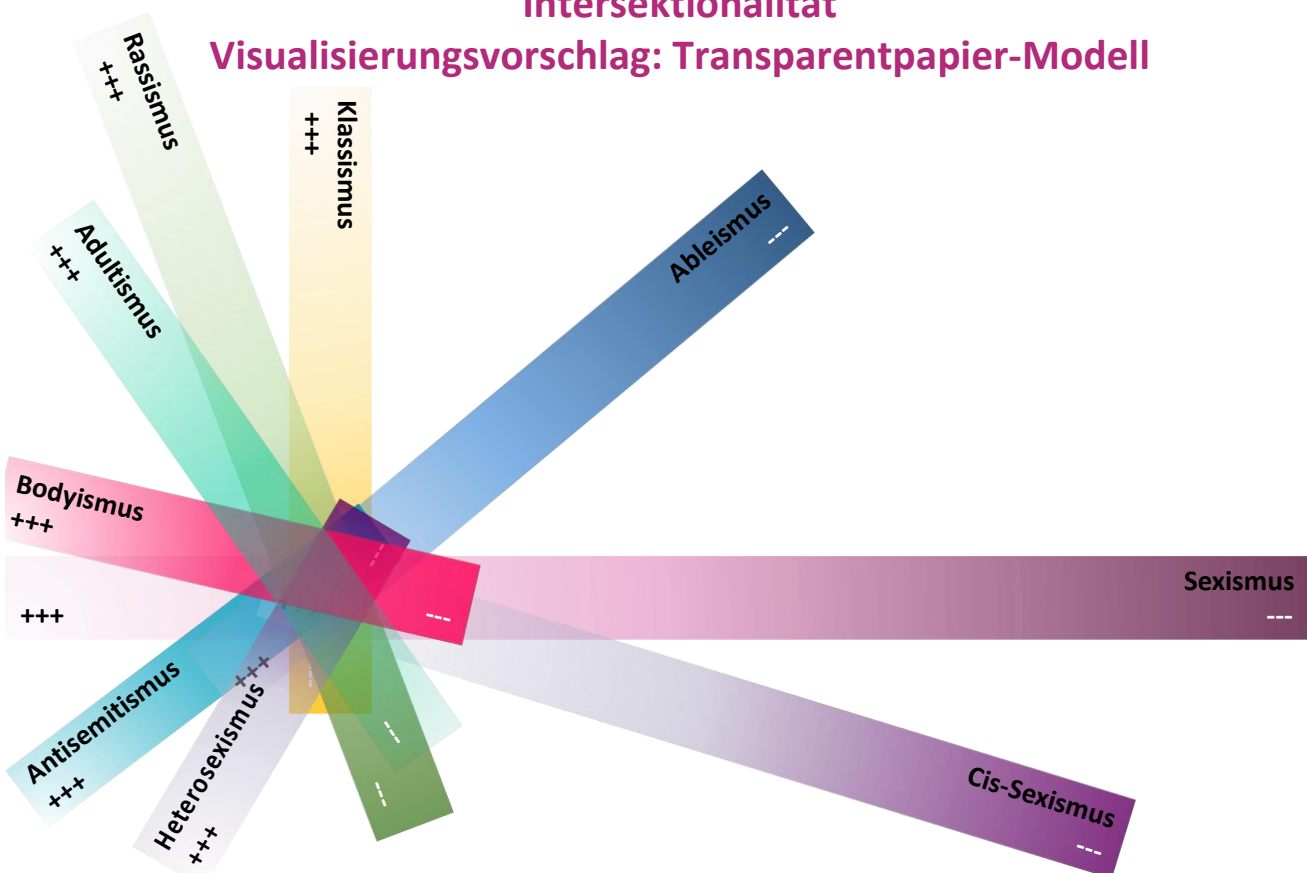 Intersektionalität
Visualisierungsvorschlag: Transparentpapier-Modell
Rassismus
+++
Klassismus
+++
Adultismus
+++
Ableismus
---
Bodyismus
+++
---
+++
Sexismus
---
---
Antisemitismus
+++
Heterosexismus
+++
+++
---
---
---
Cis-Sexismus
---